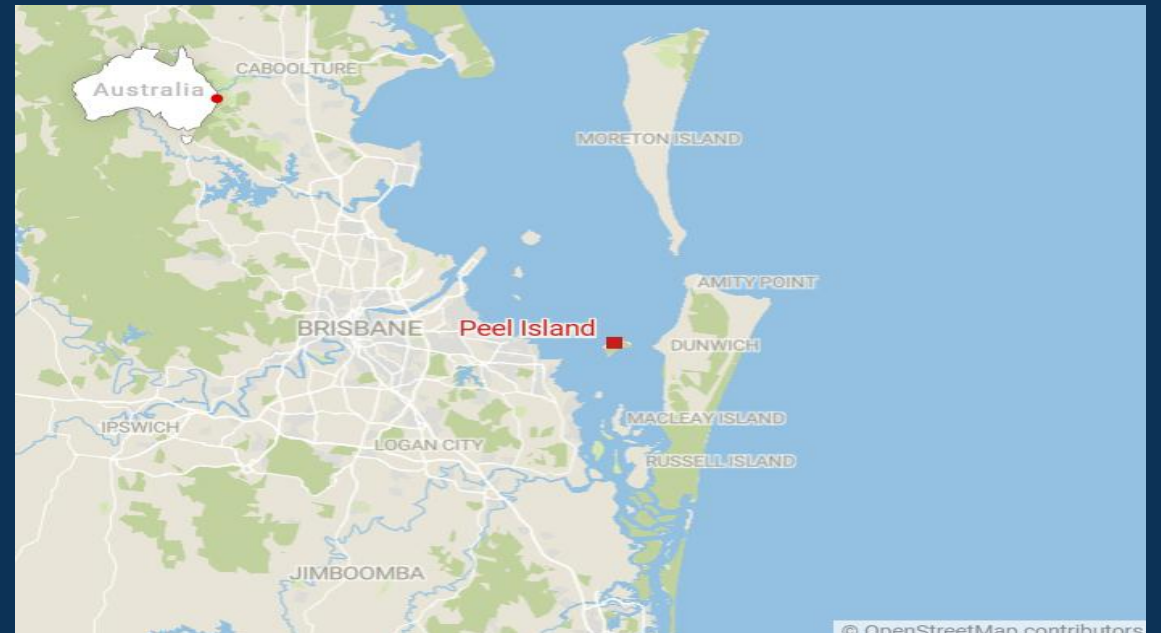 CABOOLTURE
Australia
MORETON ISLAND
AMITY POINT
BRISBANE
Peel Island
DUNWICH
MACLEAY ISLAND
IPSWICH
LOGAN CITY
RUSSELL ISLAND
JIMBOOMBA
© OpenStreetMap contributors